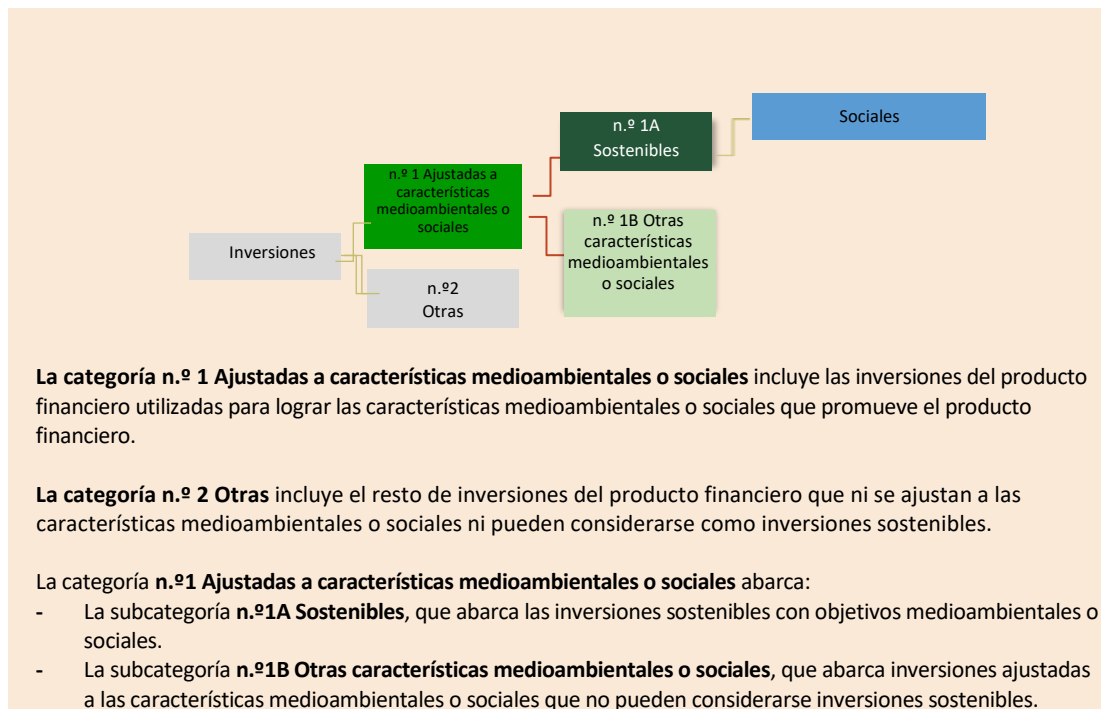 Sociales
n.º 1A
Sostenibles
n.º 1 Ajustadas a
características
medioambientales o
sociales
n.º 1B Otras
características
medioambientales
o sociales
Inversiones
n.º2
Otras
La categoría n.º 1 Ajustadas a características medioambientales o sociales incluye las inversiones del producto
financiero utilizadas para lograr las características medioambientales o sociales que promueve el producto
financiero.
La categoría n.º 2 Otras incluye el resto de inversiones del producto financiero que ni se ajustan a las
características medioambientales o sociales ni pueden considerarse como inversiones sostenibles.
La categoría n.º1 Ajustadas a características medioambientales o sociales abarca:
- La subcategoría n.º1A Sostenibles, que abarca las inversiones sostenibles con objetivos medioambientales o
sociales.
- La subcategoría n.º1B Otras características medioambientales o sociales, que abarca inversiones ajustadas
a las características medioambientales o sociales que no pueden considerarse inversiones sostenibles.